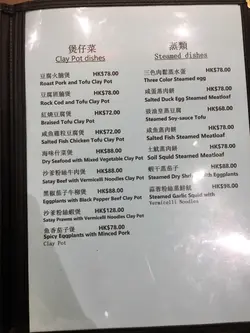 煲仔菜
Clay Pot dishes
豆腐火腩煲 HK$78.00
Roast Pork and Tofu Clay Pot
豆腐斑腩煲 HK$78.00
Rock Cod and Tofu Clay Pot
紅燒豆腐煲 HK$68.00
Braised Tofu Clay Pot
咸魚雞粒豆腐煲 HK$78.00
Salted Fish Chicken Tofu Clay Pot
海味什菜煲 HK$88.00
Dry Seafood with Mixed Vegetable Clay Pot
沙爹粉絲牛肉煲 HK$88.00
Satay Beef with Vermicelli Noodles Clay Pot
黑椒茄子牛柳煲 HK$88.00
Eggplants with Black Pepper Beef Clay Pot
沙爹粉絲蝦煲 HK$128.00
Satay Prawns with Vermicelli Noodles Clay Pot
魚香茄子煲 HK$78.00
Spicy Eggplants with Minced Pork
Clay Pot
蒸類
Steamed dishes
三色肉鬆蒸水蛋 HK$78.00
Three Color Steamed egg
咸蛋蒸肉餅 HK$78.00
Salted Duck Egg Steamed Meatloaf
豉油皇蒸豆腐 HK$68.00
Steamed Soy-sauce Tofu
咸魚蒸肉餅 HK$78.00
Salted Fish Steamed Meatloaf
土魷蒸肉餅 HK$78.00
Soil Squid Steamed Meatloaf
蝦干蒸茄子 HK$88.00
Steamed Dry Shrimp with Eggplants
蒜蓉粉絲蒸鮮魷 HK$98.00
Steamed Garlic Squid with
Vermicelli Noodles